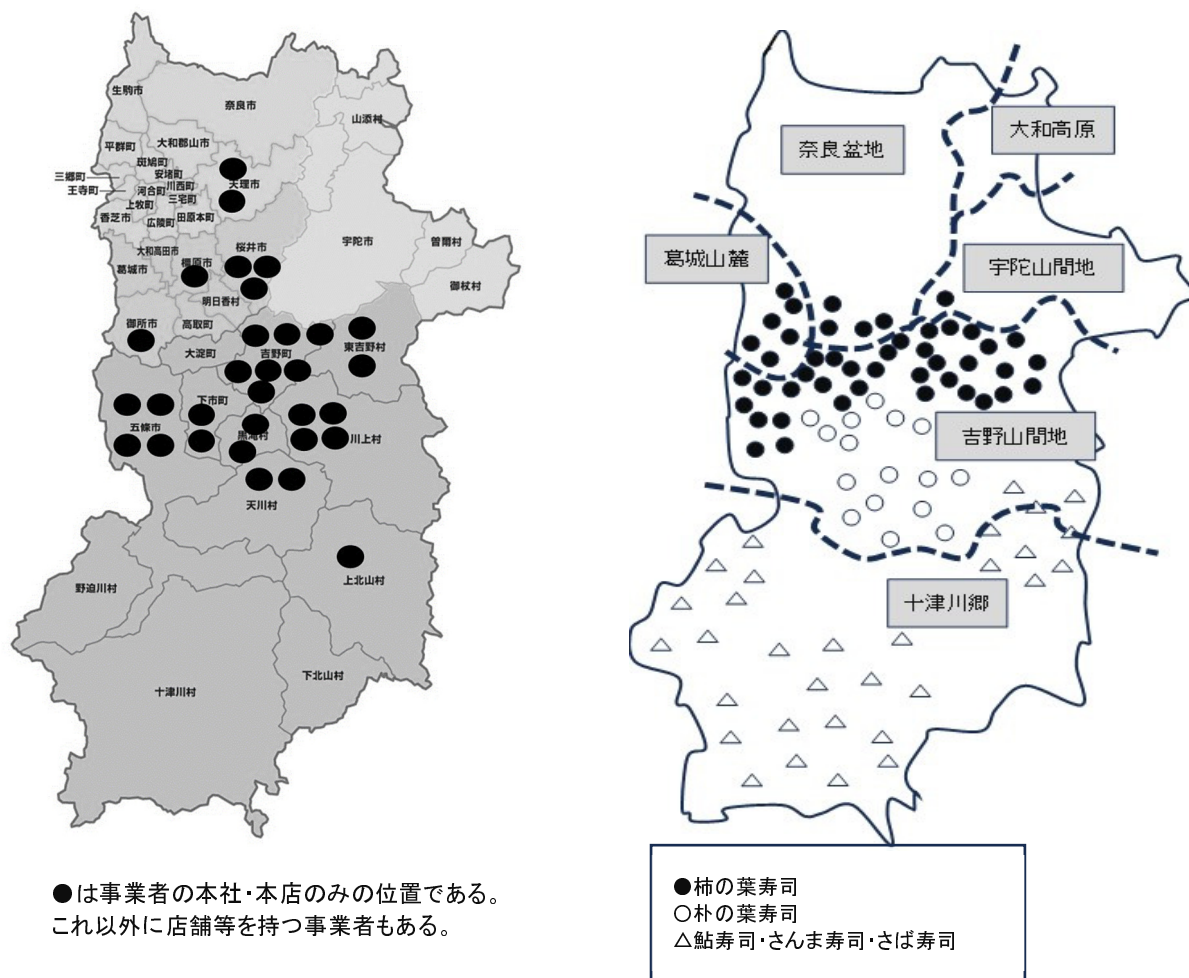 生駒市
奈良市
山添村
平群町
大和郡山市
斑鳩町
安堵町
三郷町
王寺町
河合町
川西町
三宅町
上牧町
香芝市
広陵町
田原本町
天理市
大和高田市
橿原市
桜井市
宇陀市
曽爾村
御杖村
葛城市
明日香村
御所市
高取町
大淀町
吉野町
東吉野村
下市町
五條市
黒滝村
川上村
天川村
野迫川村
上北山村
下北山村
十津川村
●は事業者の本社・本店のみの位置である。
これ以外に店舗等を持つ事業者もある。
奈良盆地
大和高原
葛城山麓
宇陀山間地
吉野山間地
十津川郷
●柿の葉寿司
○朴の葉寿司
△鮎寿司・さんま寿司・さば寿司